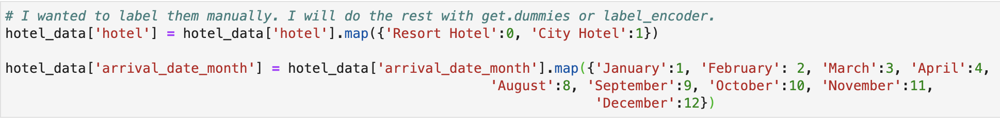 # I wanted to label them manually. I will do the rest with get.dummies or label_encoder.
hotel_data['hotel'] = hotel_data['hotel'].map({'Resort Hotel':0, 'City Hotel':1})
hotel_data['arrival_date_month'] = hotel_data['arrival_date_month'].map({'January':1, 'February': 2, 'March':3, 'April':4,
'August':8, 'September':9, 'October':10, 'November':11,
'December':12})